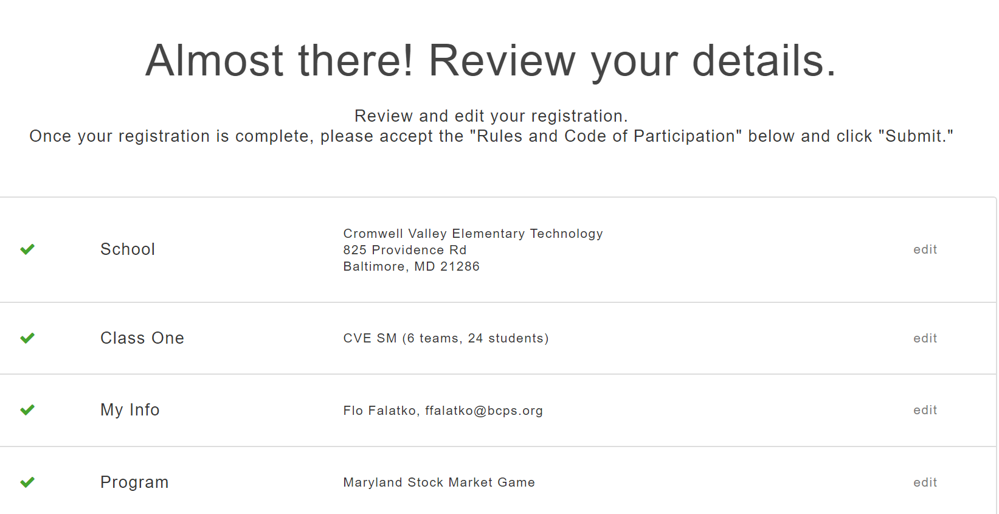 Almost there! Review your details.
Review and edit your registration.
Once your registration is complete, please accept the "Rules and Code of Participation" below and click "Submit."
School
Cromwell Valley Elementary Technology
825 Providence Rd
Baltimore, MD 21286
edit
Class One
CVE SM (6 teams, 24 students)
edit
My Info
Flo Falatko, ffalatko@bcps.org
edit
Program
Maryland Stock Market Game
edit